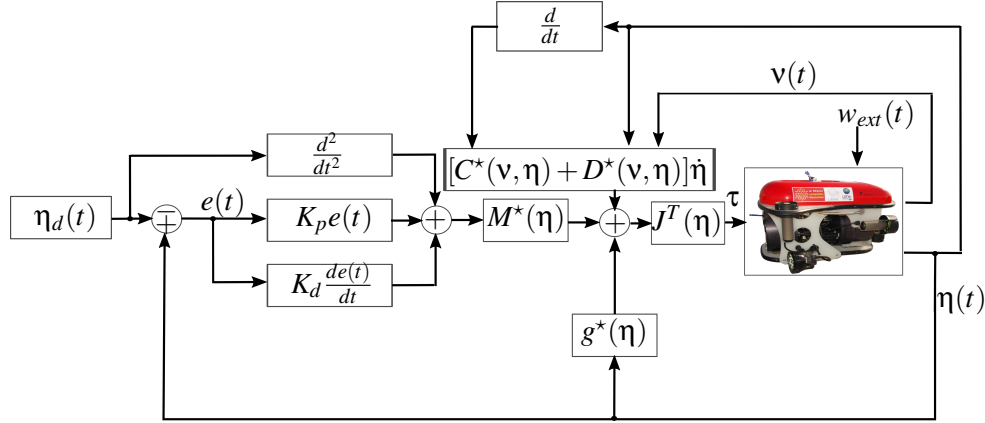 d/dt
ν(t)
w_ext(t)
d²/dt²
[C⋆(ν,η)+D⋆(ν,η)]η̇
η_d(t)
e(t)
K_p e(t)
M⋆(η)
J^T(η)
τ
K_d de(t)/dt
η(t)
g⋆(η)